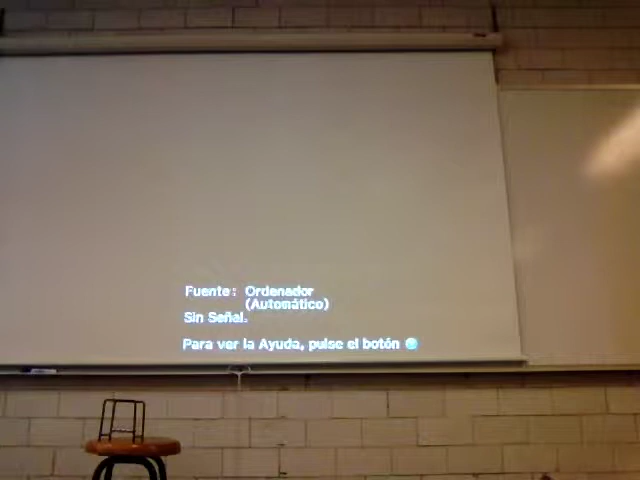 Fuente: Ordenador
(Automático)
Sin Señal.
Para ver la Ayuda, pulse el botón